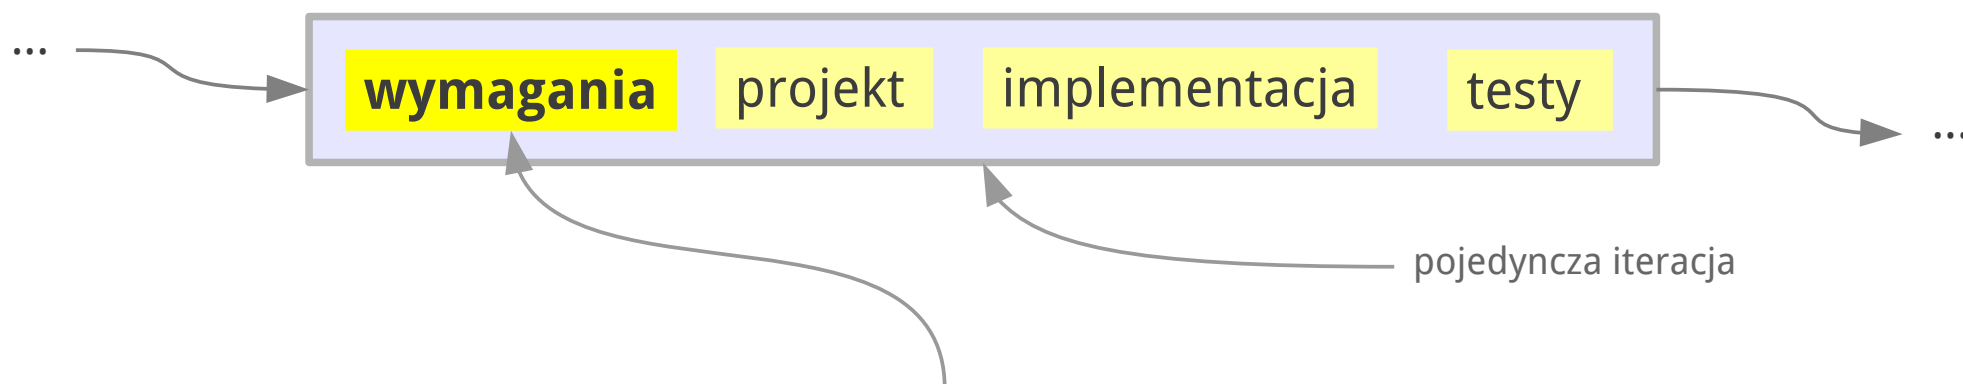 ...
wymagania
projekt
implementacja
testy
...
pojedyncza iteracja